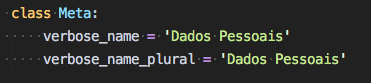 class Meta:
    verbose_name = 'Dados Pessoais'
    verbose_name_plural = 'Dados Pessoais'